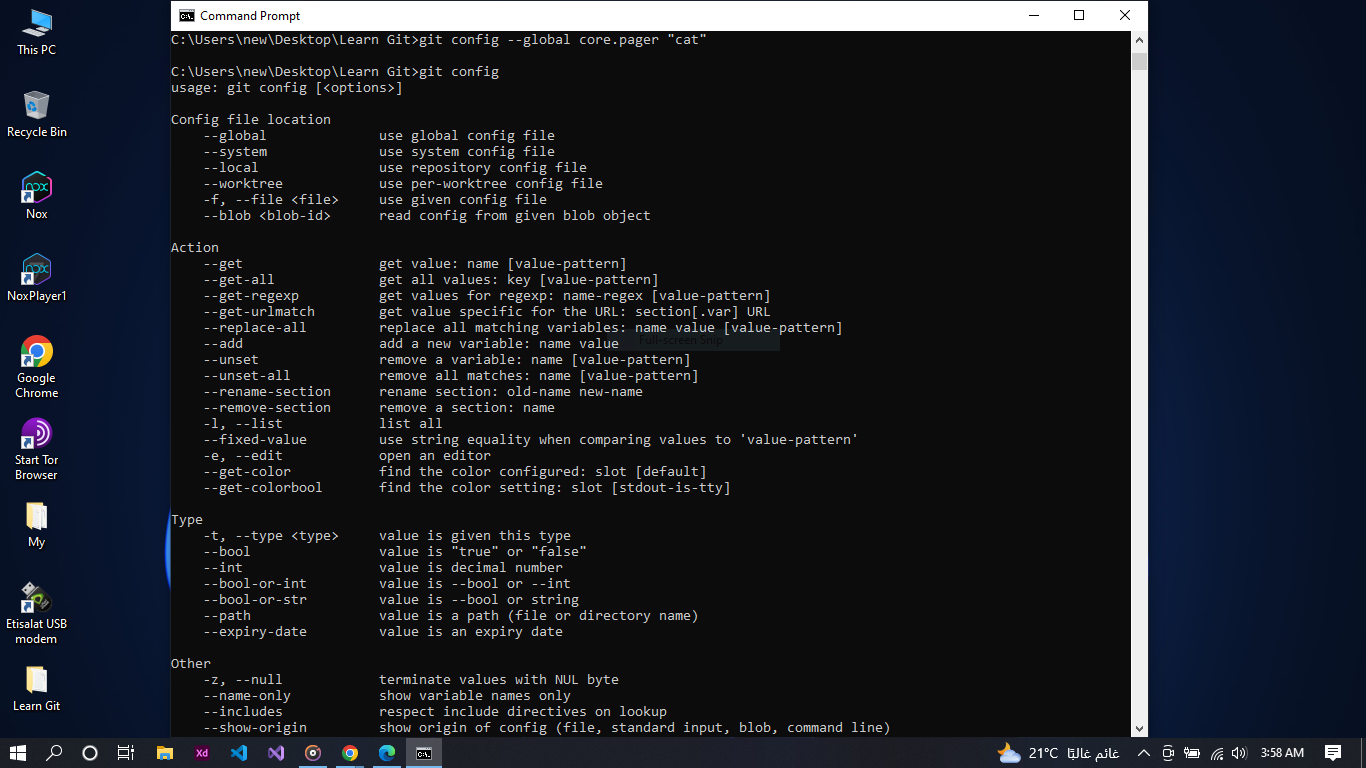 This PC
Recycle Bin
Nox
NoxPlayer1
Google
Chrome
Start Tor
Browser
My
Etisalat USB
modem
Learn Git
Command Prompt
C:\Users\new\Desktop\Learn Git>git config --global core.pager "cat"
C:\Users\new\Desktop\Learn Git>git config
usage: git config [<options>]
Config file location
--global use global config file
--system use system config file
--local use repository config file
--worktree use per-worktree config file
-f, --file <file> use given config file
--blob <blob-id> read config from given blob object
Action
--get get value: name [value-pattern]
--get-all get all values: key [value-pattern]
--get-regexp get values for regexp: name-regex [value-pattern]
--get-urlmatch get value specific for the URL: section[.var] URL
--replace-all replace all matching variables: name value [value-pattern]
--add add a new variable: name value
Full-screen Snip
--unset remove a variable: name [value-pattern]
--unset-all remove all matches: name [value-pattern]
--rename-section rename section: old-name new-name
--remove-section remove a section: name
-l, --list list all
--fixed-value use string equality when comparing values to 'value-pattern'
-e, --edit open an editor
--get-color find the color configured: slot [default]
--get-colorbool find the color setting: slot [stdout-is-tty]
Type
-t, --type <type> value is given this type
--bool value is "true" or "false"
--int value is decimal number
--bool-or-int value is --bool or --int
--bool-or-str value is --bool or string
--path value is a path (file or directory name)
--expiry-date value is an expiry date
Other
-z, --null terminate values with NUL byte
--name-only show variable names only
--includes respect include directives on lookup
--show-origin show origin of config (file, standard input, blob, command line)
Xd
21°C غائم غالبًا
3:58 AM